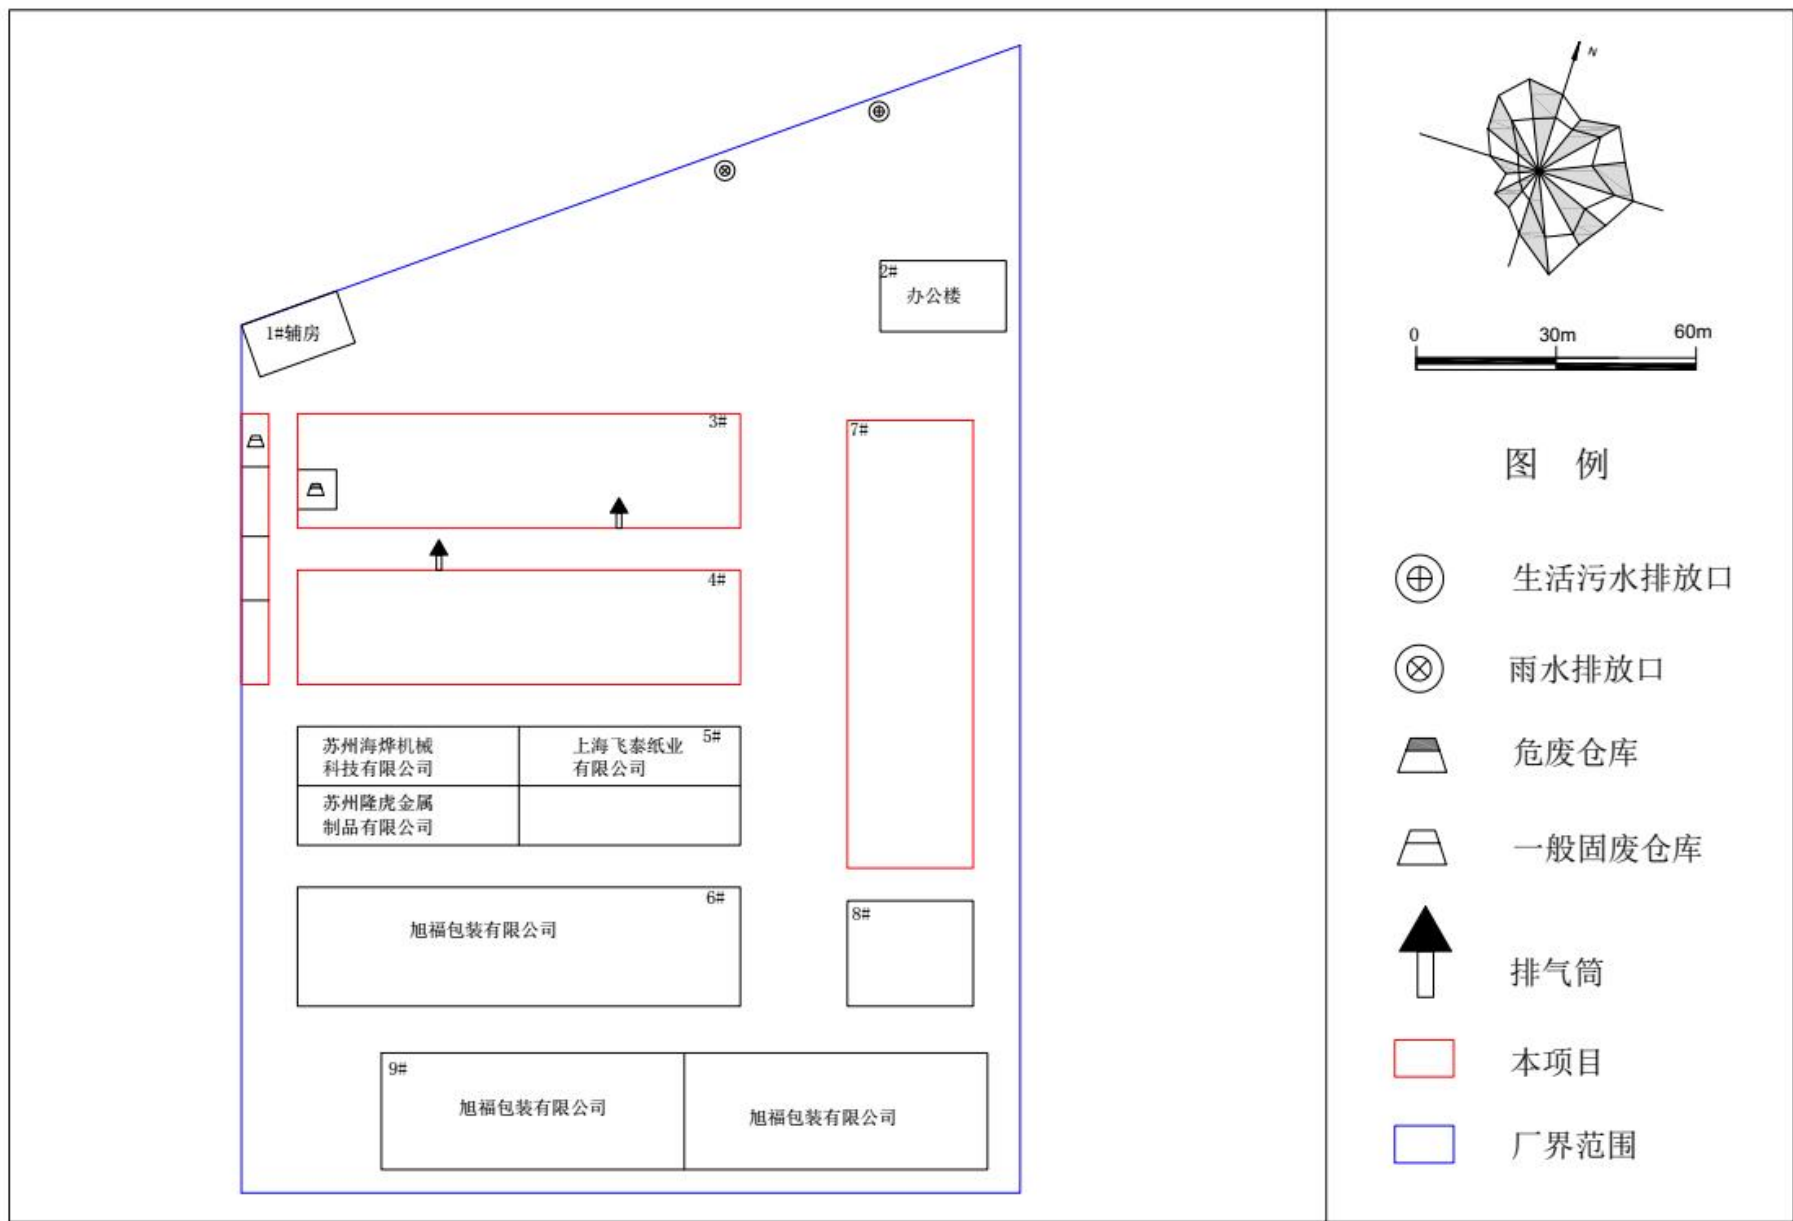 N
0 30m 60m
图 例
生活污水排放口
雨水排放口
危废仓库
一般固废仓库
排气筒
本项目
厂界范围
1#辅房
2#
办公楼
3#
4#
7#
5#
苏州海烨机械
科技有限公司
上海飞泰纸业
有限公司
苏州隆虎金属
制品有限公司
6#
旭福包装有限公司
8#
9#
旭福包装有限公司
旭福包装有限公司